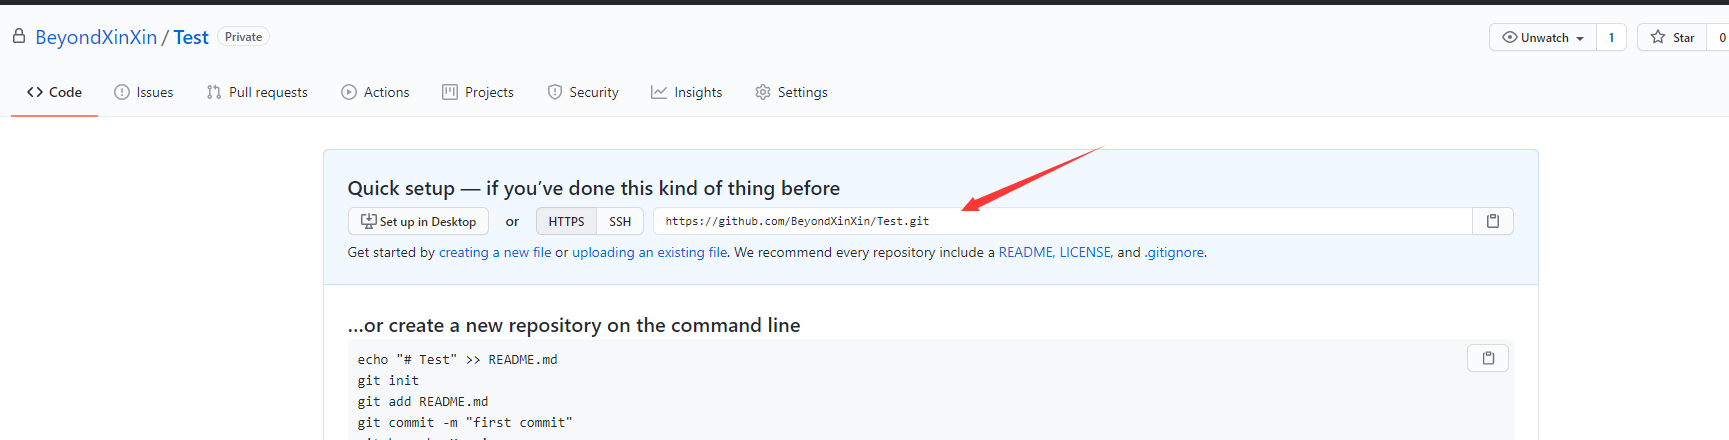 BeyondXinXin / Test Private
Unwatch 1 Star 0
Code Issues Pull requests Actions Projects Security Insights Settings
Quick setup — if you’ve done this kind of thing before
Set up in Desktop or HTTPS SSH https://github.com/BeyondXinXin/Test.git
Get started by creating a new file or uploading an existing file. We recommend every repository include a README, LICENSE, and .gitignore.
…or create a new repository on the command line
echo "# Test" >> README.md
git init
git add README.md
git commit -m "first commit"